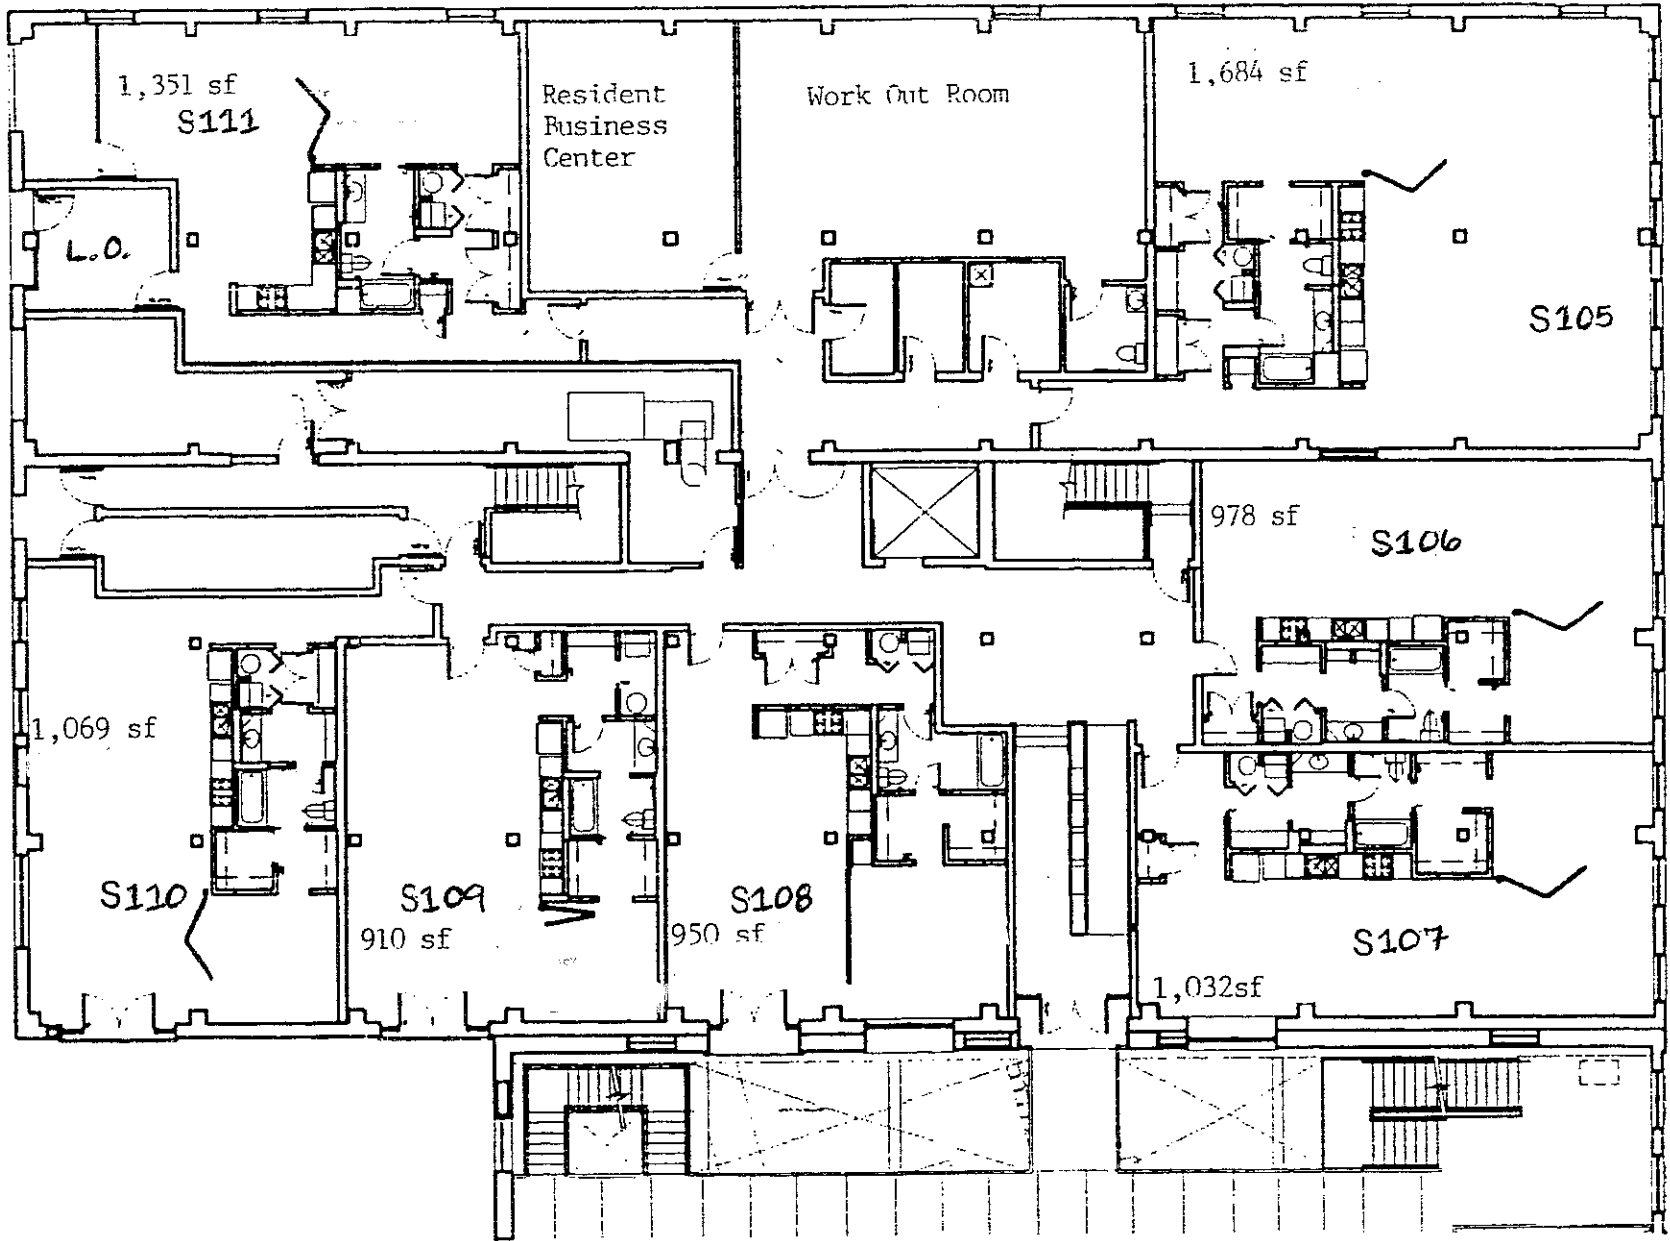 1,351 sf
S111
Resident
Business
Center
Work Out Room
1,684 sf
L.O.
S105
978 sf
S106
1,069 sf
S110
S109
910 sf
S108
950 sf
S107
1,032sf